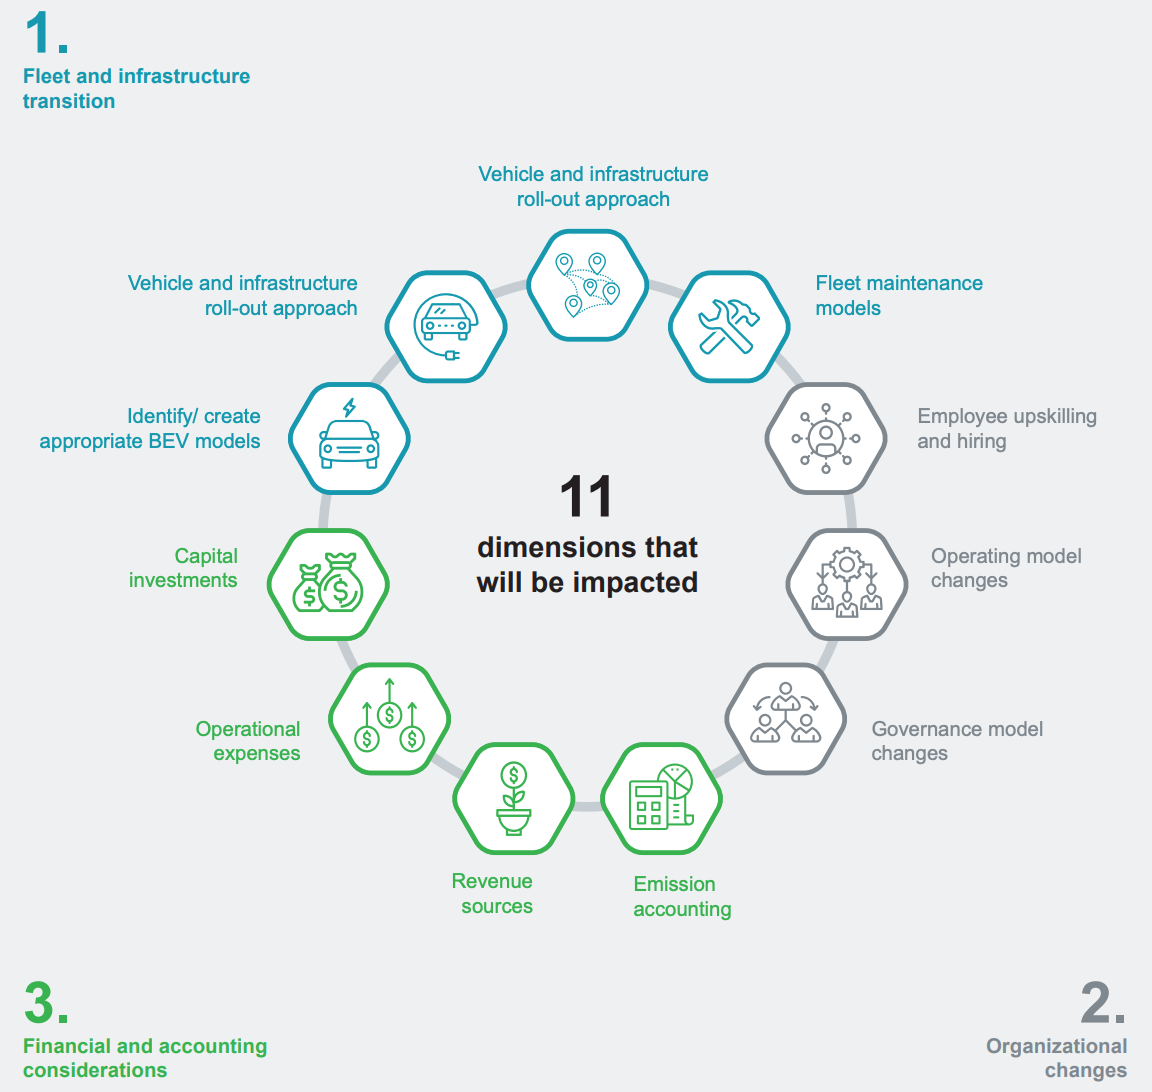 1.
Fleet and infrastructure
transition
Vehicle and infrastructure
roll-out approach
Vehicle and infrastructure
roll-out approach
Fleet maintenance
models
Identify/ create
appropriate BEV models
Employee upskilling
and hiring
11
dimensions that
will be impacted
Capital
investments
Operating model
changes
Operational
expenses
Governance model
changes
Revenue
sources
Emission
accounting
3.
Financial and accounting
considerations
2.
Organizational
changes